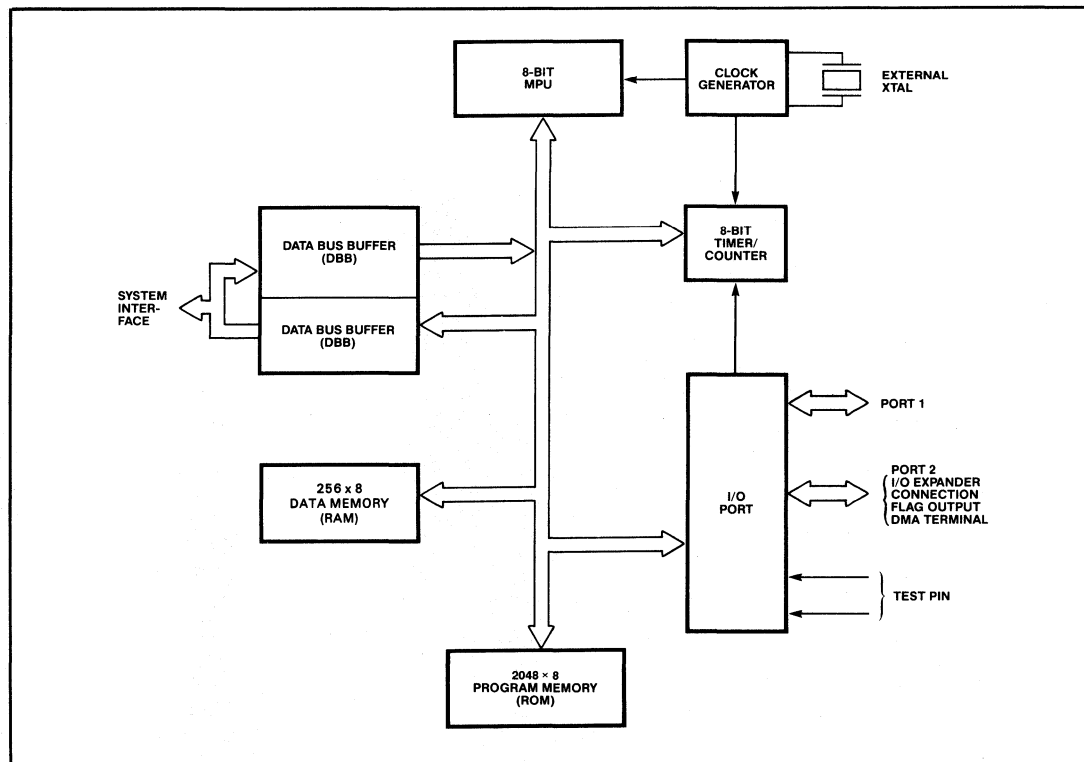 8-BIT
MPU
CLOCK
GENERATOR
EXTERNAL
XTAL
DATA BUS BUFFER
(DBB)
8-BIT
TIMER/
COUNTER
SYSTEM
INTER-
FACE
DATA BUS BUFFER
(DBB)
PORT 1
256 x 8
DATA MEMORY
(RAM)
I/O
PORT
PORT 2
I/O EXPANDER
CONNECTION
FLAG OUTPUT
DMA TERMINAL
TEST PIN
2048 × 8
PROGRAM MEMORY
(ROM)